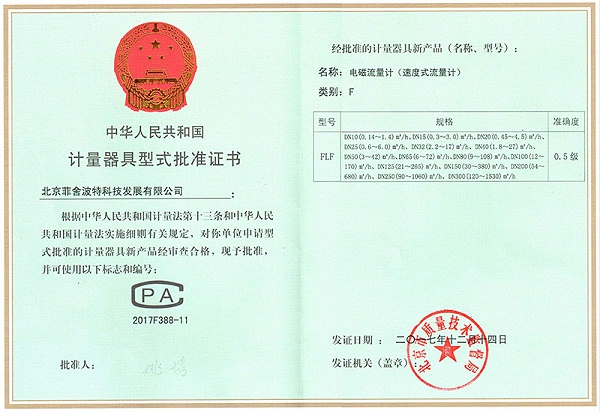 中华人民共和国
计量器具型式批准证书
北京菲舍波特科技发展有限公司：
根据中华人民共和国计量法第十三条和中华人民
共和国计量法实施细则有关规定，对你单位申请型
式批准的计量器具新产品经审查合格，现予批准，
并可使用以下标志和编号：
CPA
2017F388-11
批准人：
经批准的计量器具新产品（名称、型号）：
名称：电磁流量计（速度式流量计）
类别：F
型号 规格 准确度
FLF
DN10(0.14~1.4)m³/h、DN15(0.3~3.0)m³/h、DN20(0.45~4.5)m³/h、
DN25(0.6~6.0)m³/h、DN32(2.2~17)m³/h、DN40(1.8~27)m³/h、
DN50(3~42)m³/h、DN65(6~72)m³/h、DN80(9~108)m³/h、DN100(12~
170)m³/h、DN125(21~265)m³/h、DN150(30~380)m³/h、DN200(54~
680)m³/h、DN250(90~1060)m³/h、DN300(120~1530)m³/h
0.5级
发证日期：二〇一七年十二月十四日
发证机关（盖章）：
北京市质量技术监督局